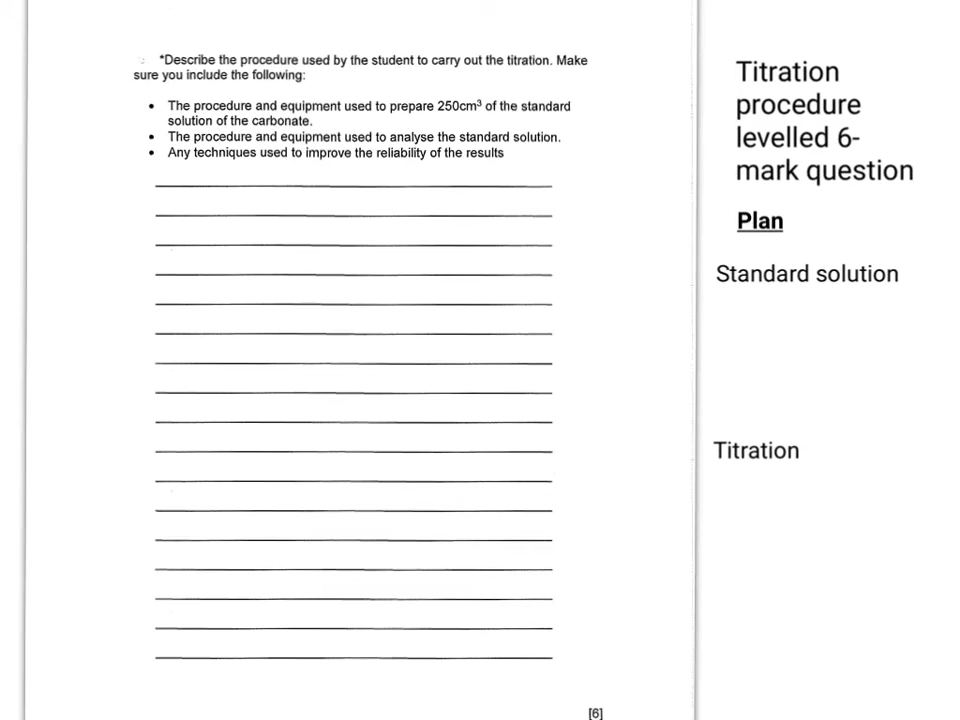 *Describe the procedure used by the student to carry out the titration. Make
sure you include the following:
• The procedure and equipment used to prepare 250cm³ of the standard
solution of the carbonate.
• The procedure and equipment used to analyse the standard solution.
• Any techniques used to improve the reliability of the results
[6]
Titration
procedure
levelled 6-
mark question
Plan
Standard solution
Titration